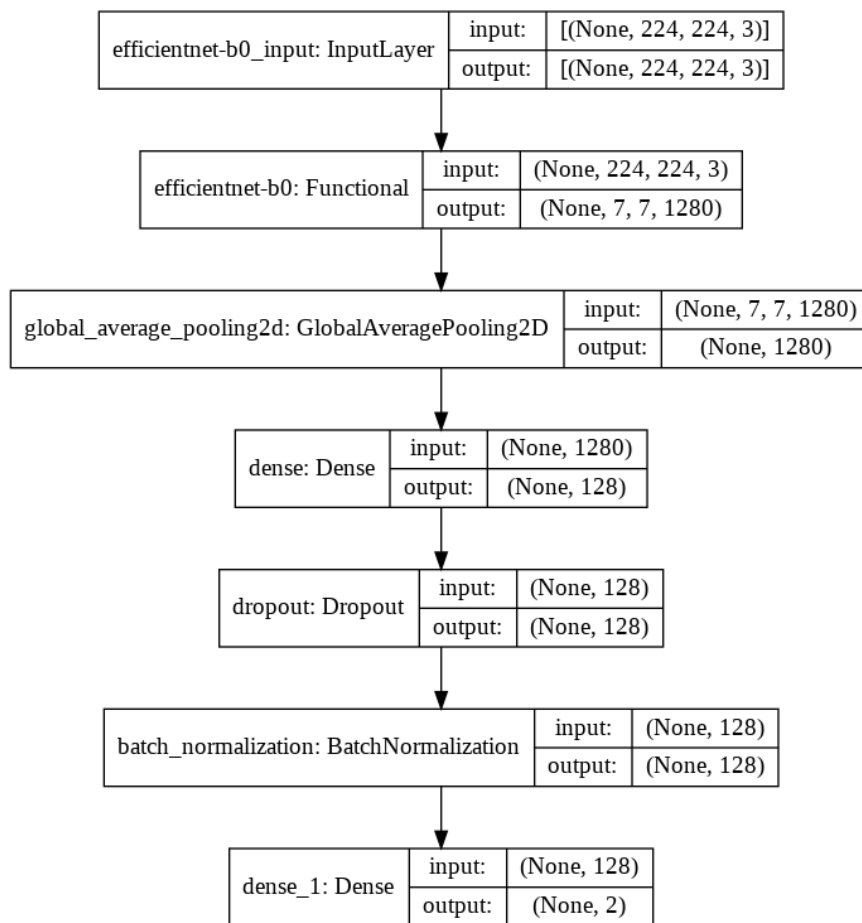 efficientnet-b0_input: InputLayer
input: [(None, 224, 224, 3)]
output: [(None, 224, 224, 3)]
efficientnet-b0: Functional
input: (None, 224, 224, 3)
output: (None, 7, 7, 1280)
global_average_pooling2d: GlobalAveragePooling2D
input: (None, 7, 7, 1280)
output: (None, 1280)
dense: Dense
input: (None, 1280)
output: (None, 128)
dropout: Dropout
input: (None, 128)
output: (None, 128)
batch_normalization: BatchNormalization
input: (None, 128)
output: (None, 128)
dense_1: Dense
input: (None, 128)
output: (None, 2)